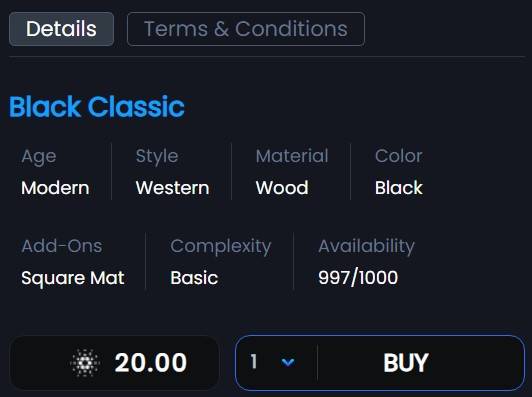 Details Terms & Conditions
Black Classic
Age Style Material Color
Modern Western Wood Black
Add-Ons Complexity Availability
Square Mat Basic 997/1000
20.00 1 BUY